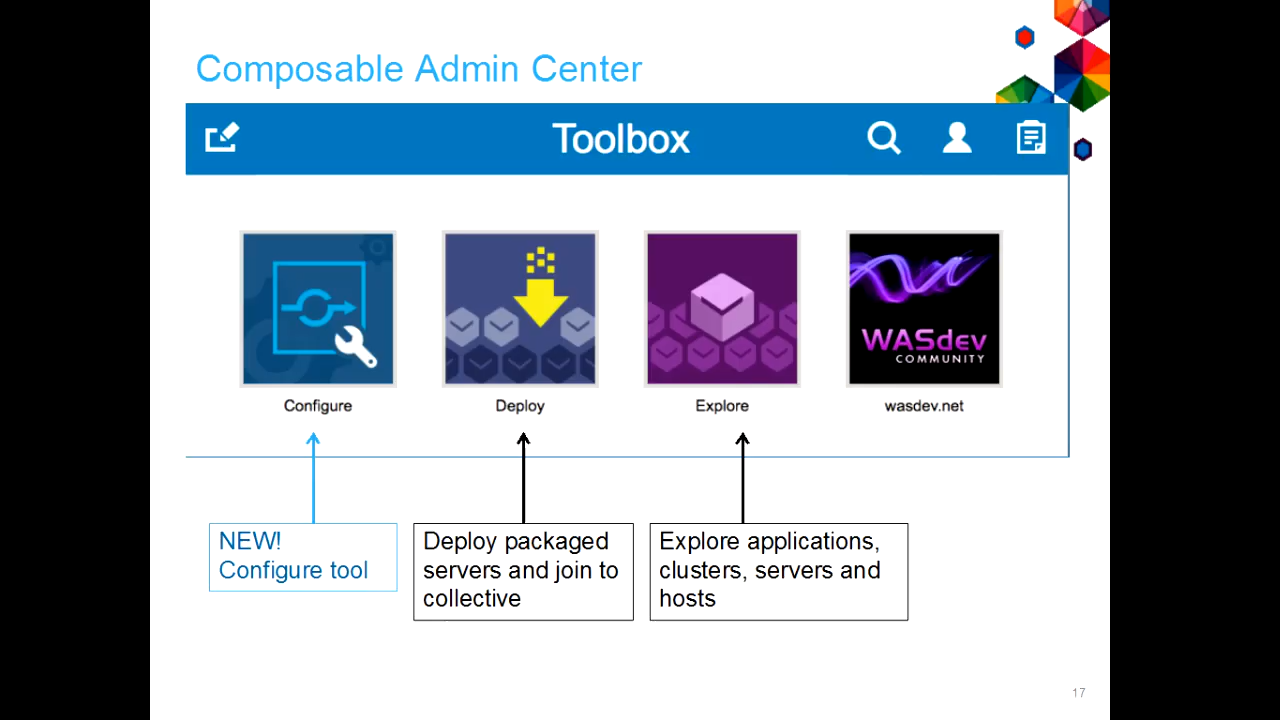 Composable Admin Center
Toolbox
WASdev
COMMUNITY
Configure
Deploy
Explore
wasdev.net
NEW!
Configure tool
Deploy packaged
servers and join to
collective
Explore applications,
clusters, servers and
hosts
17